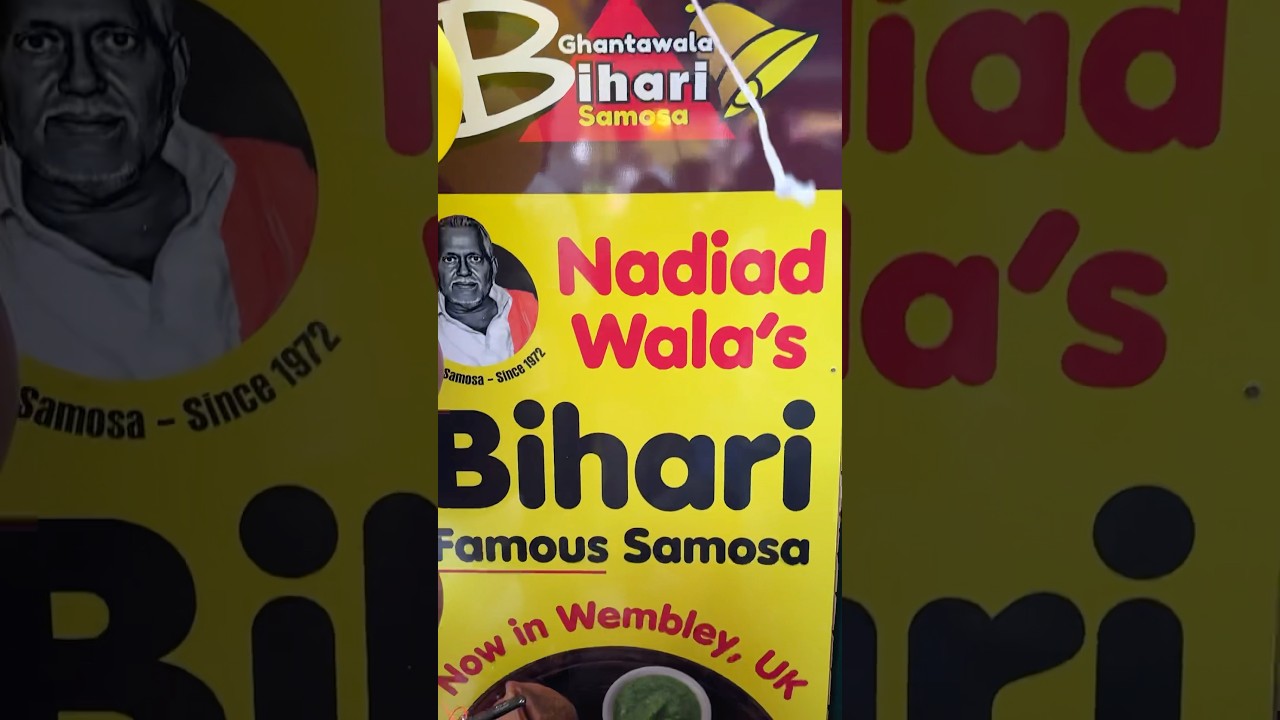 Ghantawala
Bihari
Samosa
Nadiad
Wala's
Samosa - Since 1972
Bihari
Famous Samosa
Now in Wembley, UK